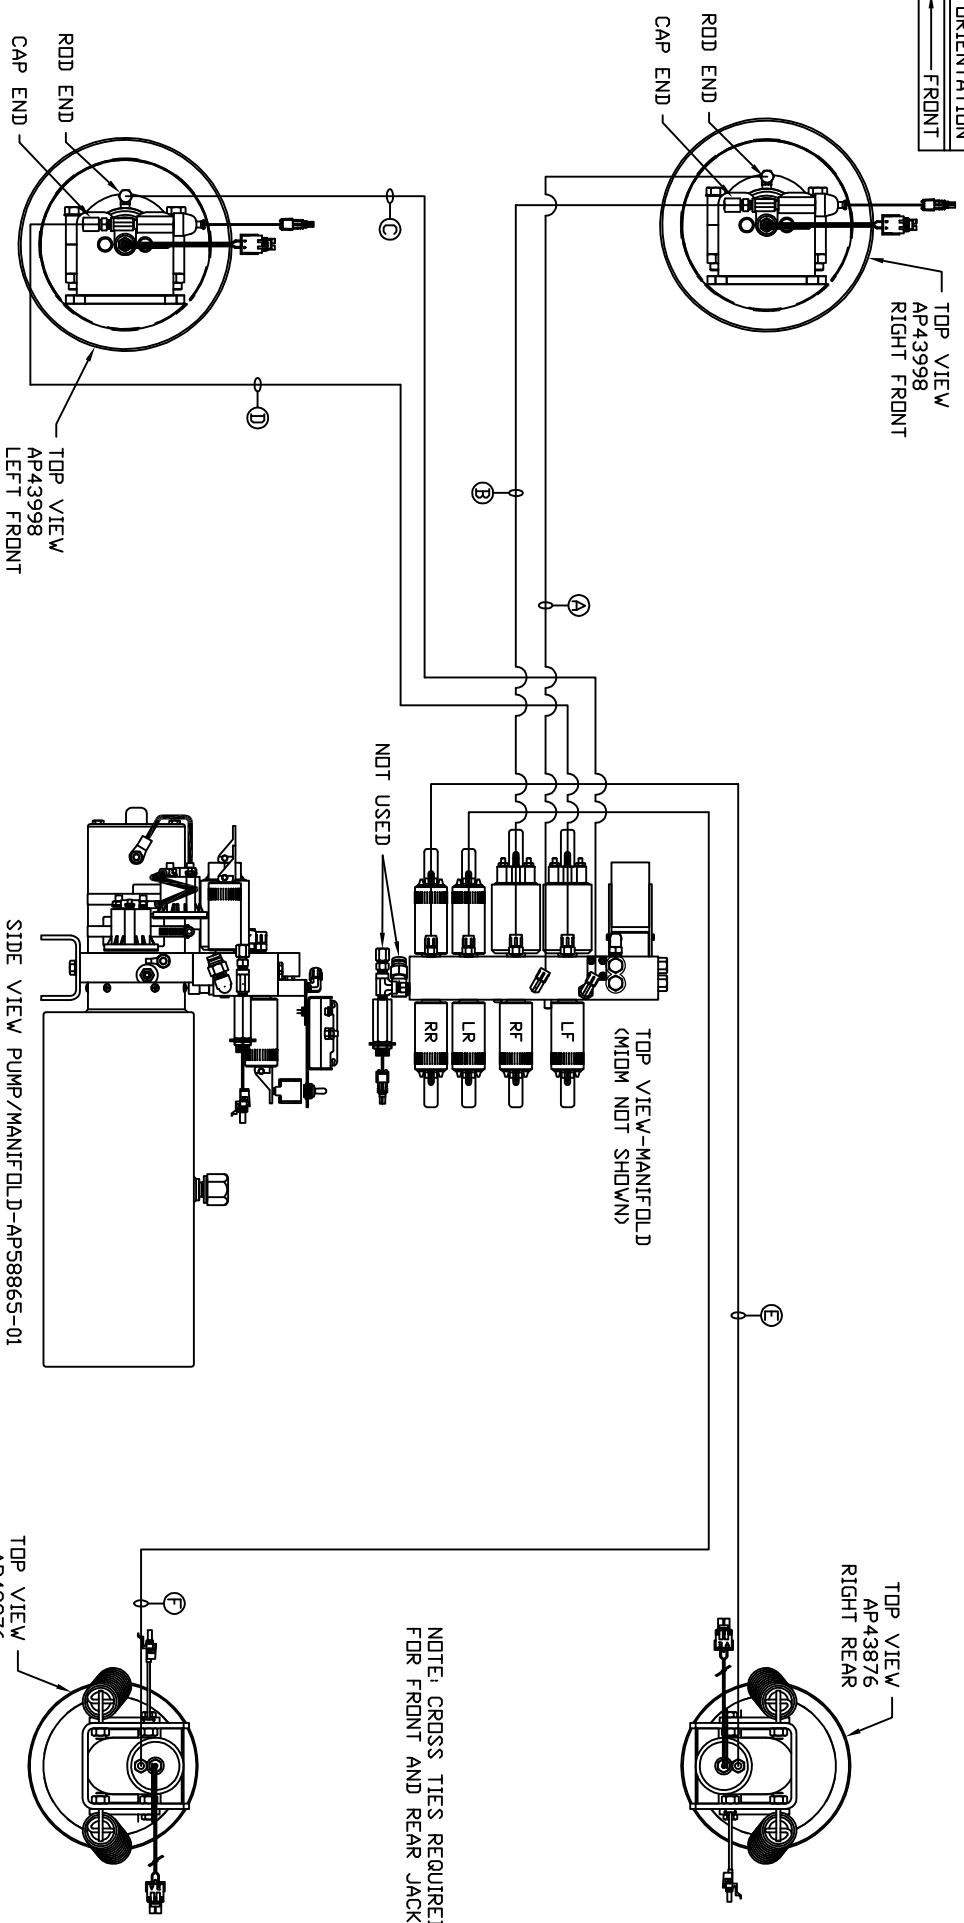 ORIENTATION
FRONT
ROD END
CAP END
TOP VIEW
AP43998
RIGHT FRONT
ROD END
CAP END
TOP VIEW
AP43998
LEFT FRONT
C
D
B
A
NOT USED
RR
LR
RF
LF
TOP VIEW-MANIFOLD
(MIOM NOT SHOWN)
SIDE VIEW PUMP/MANIFOLD-AP58865-01
E
F
TOP VIEW
AP43876
RIGHT REAR
NOTE: CROSS TIES REQUIRED
FOR FRONT AND REAR JACK
TOP VIEW